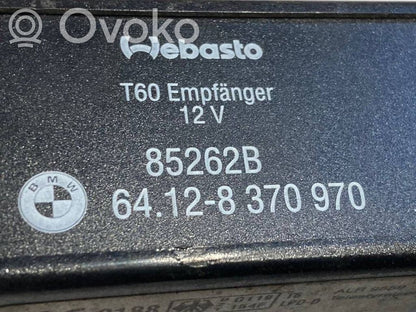 Ovoko
Webasto
T60 Empfänger
12 V
85262B
BMW
64.12-8 370 970